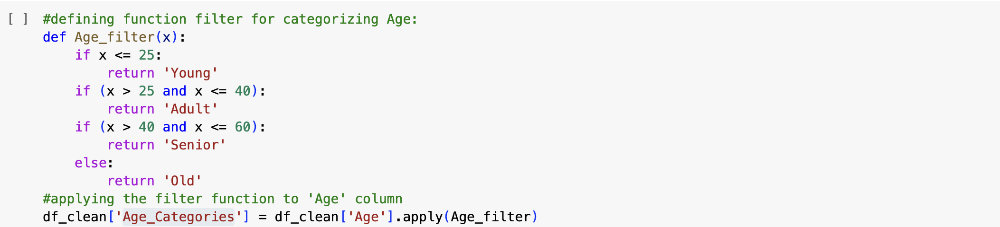 [ ] #defining function filter for categorizing Age:
def Age_filter(x):
    if x <= 25:
        return 'Young'
    if (x > 25 and x <= 40):
        return 'Adult'
    if (x > 40 and x <= 60):
        return 'Senior'
    else:
        return 'Old'
#applying the filter function to 'Age' column
df_clean['Age_Categories'] = df_clean['Age'].apply(Age_filter)